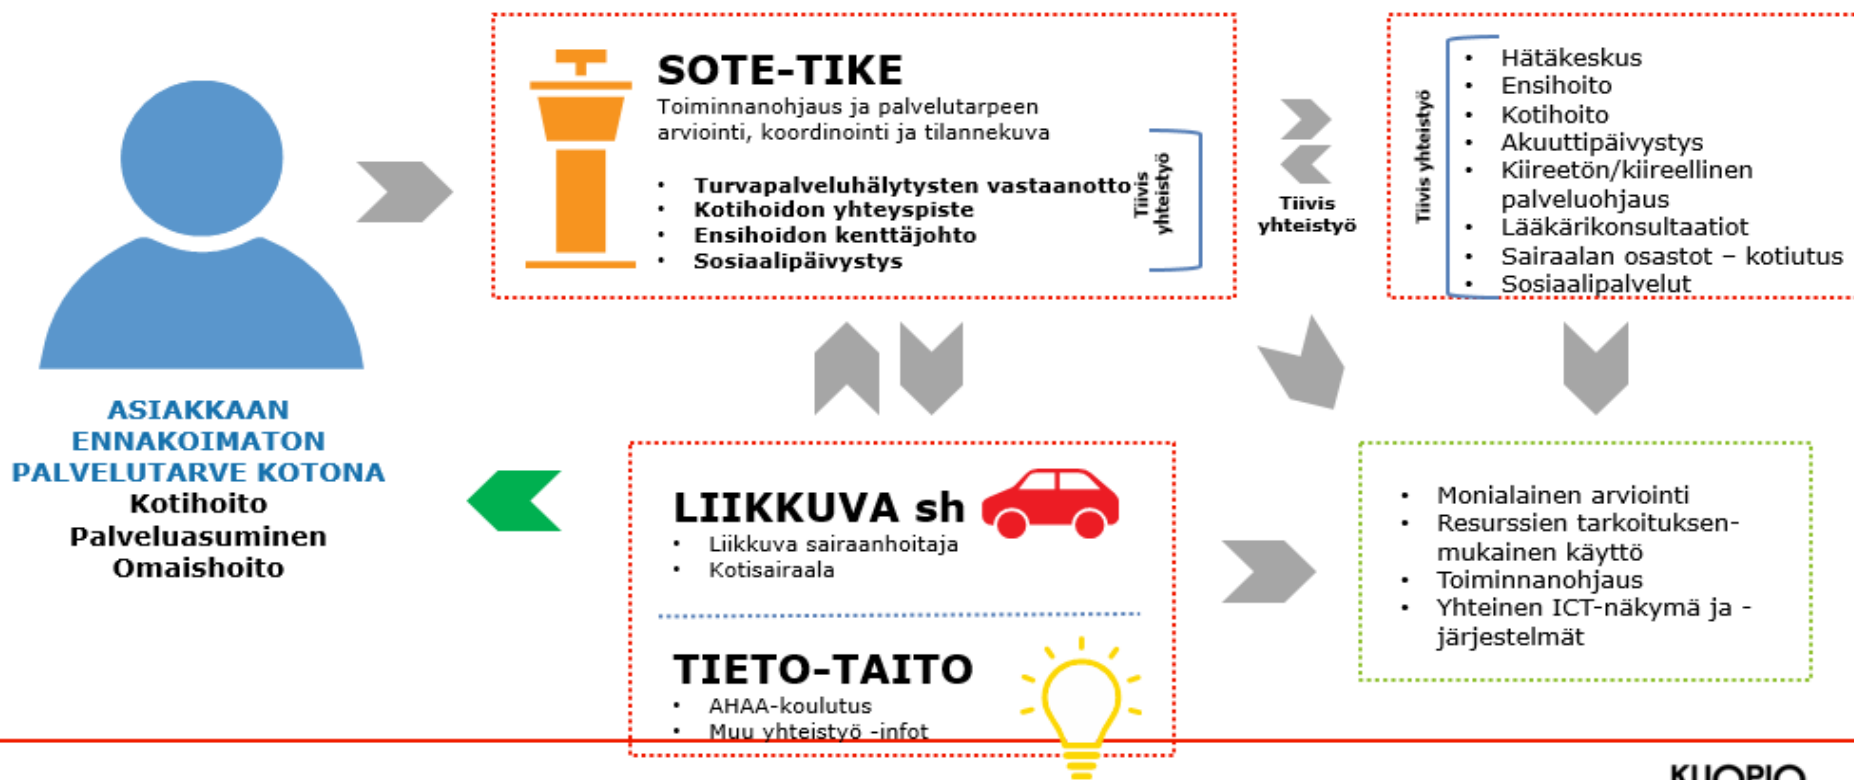 ASIAKKAAN
ENNAKOIMATON
PALVELUTARVE KOTONA
Kotihoito
Palveluasuminen
Omaishoito
SOTE-TIKE
Toiminnanohjaus ja palvelutarpeen
arviointi, koordinointi ja tilannekuva
• Turvapalveluhälytysten vastaanotto
• Kotihoidon yhteyspiste
• Ensihoidon kenttäjohto
• Sosiaalipäivystys
Tiivis
yhteistyö
Tiivis
yhteistyö
Tiivis yhteistyö
• Hätäkeskus
• Ensihoito
• Kotihoito
• Akuuttipäivystys
• Kiireetön/kiireellinen
palveluohjaus
• Lääkärikonsultaatiot
• Sairaalan osastot – kotiutus
• Sosiaalipalvelut
LIIKKUVA sh
• Liikkuva sairaanhoitaja
• Kotisairaala
TIETO-TAITO
• AHAA-koulutus
• Muu yhteistyö -infot
• Monialainen arviointi
• Resurssien tarkoituksen-
mukainen käyttö
• Toiminnanohjaus
• Yhteinen ICT-näkymä ja -
järjestelmät
KUOPIO